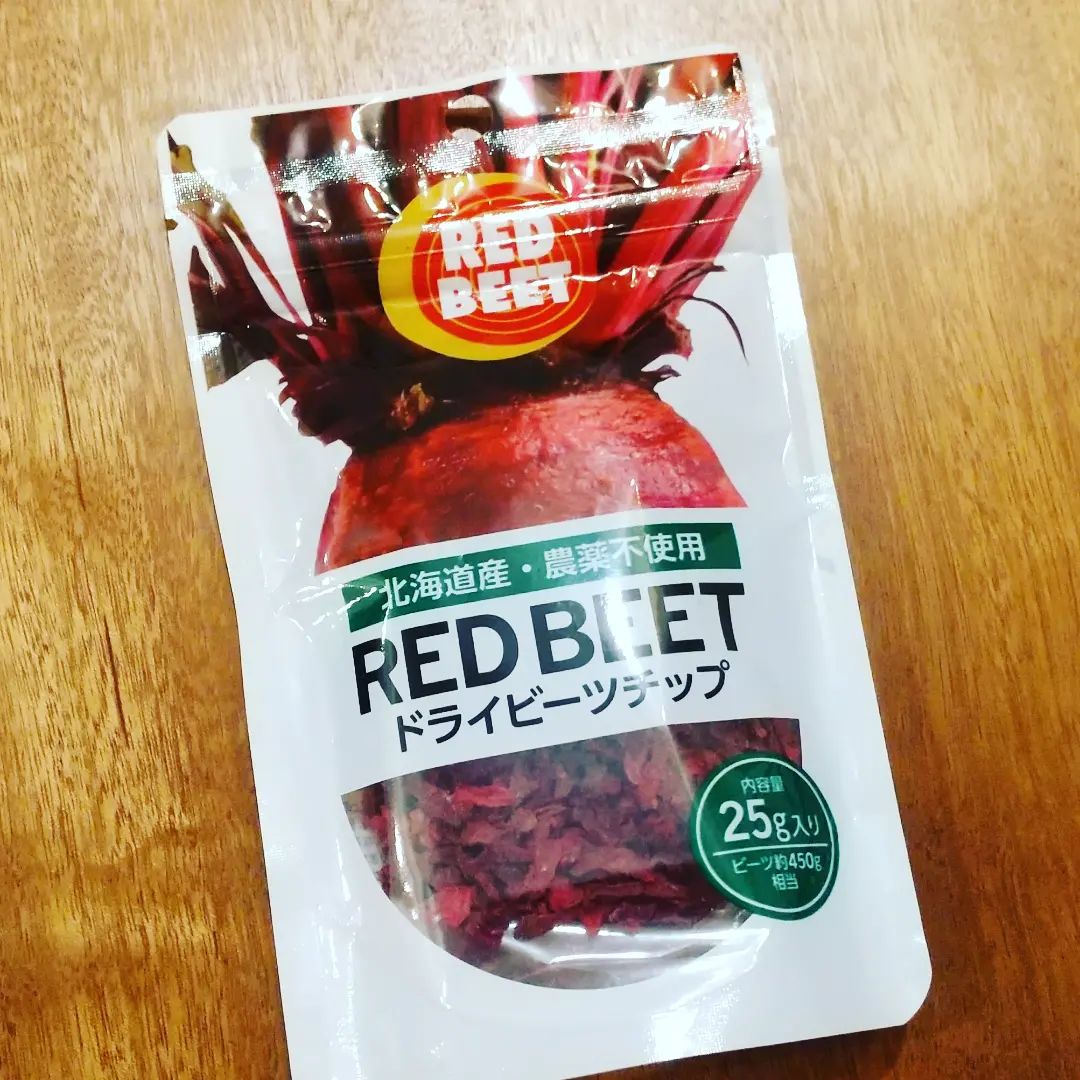 RED
BEET
北海道産・農薬不使用
RED BEET
ドライビーツチップ
内容量
25g入り
ビーツ約450g
相当